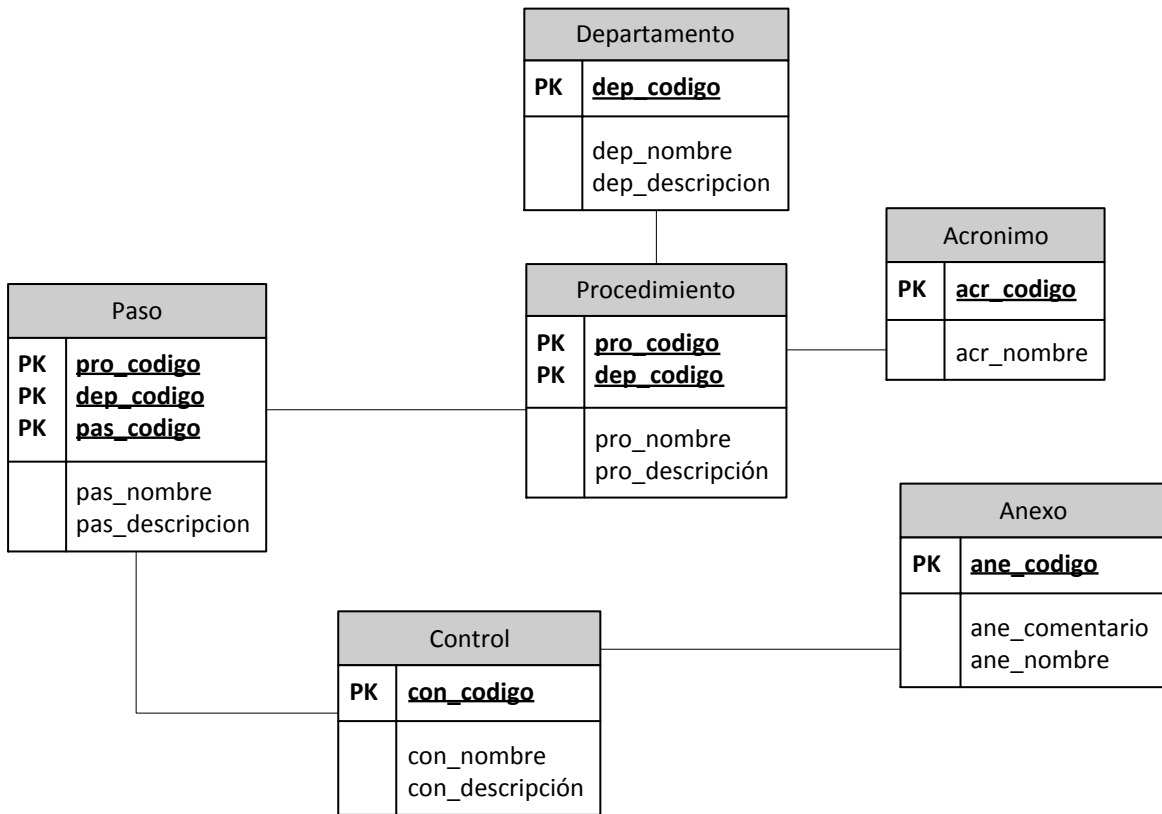 Departamento
PK dep_codigo
dep_nombre
dep_descripcion
Acronimo
PK acr_codigo
acr_nombre
Procedimiento
PK pro_codigo
PK dep_codigo
pro_nombre
pro_descripción
Paso
PK pro_codigo
PK dep_codigo
PK pas_codigo
pas_nombre
pas_descripcion
Anexo
PK ane_codigo
ane_comentario
ane_nombre
Control
PK con_codigo
con_nombre
con_descripción